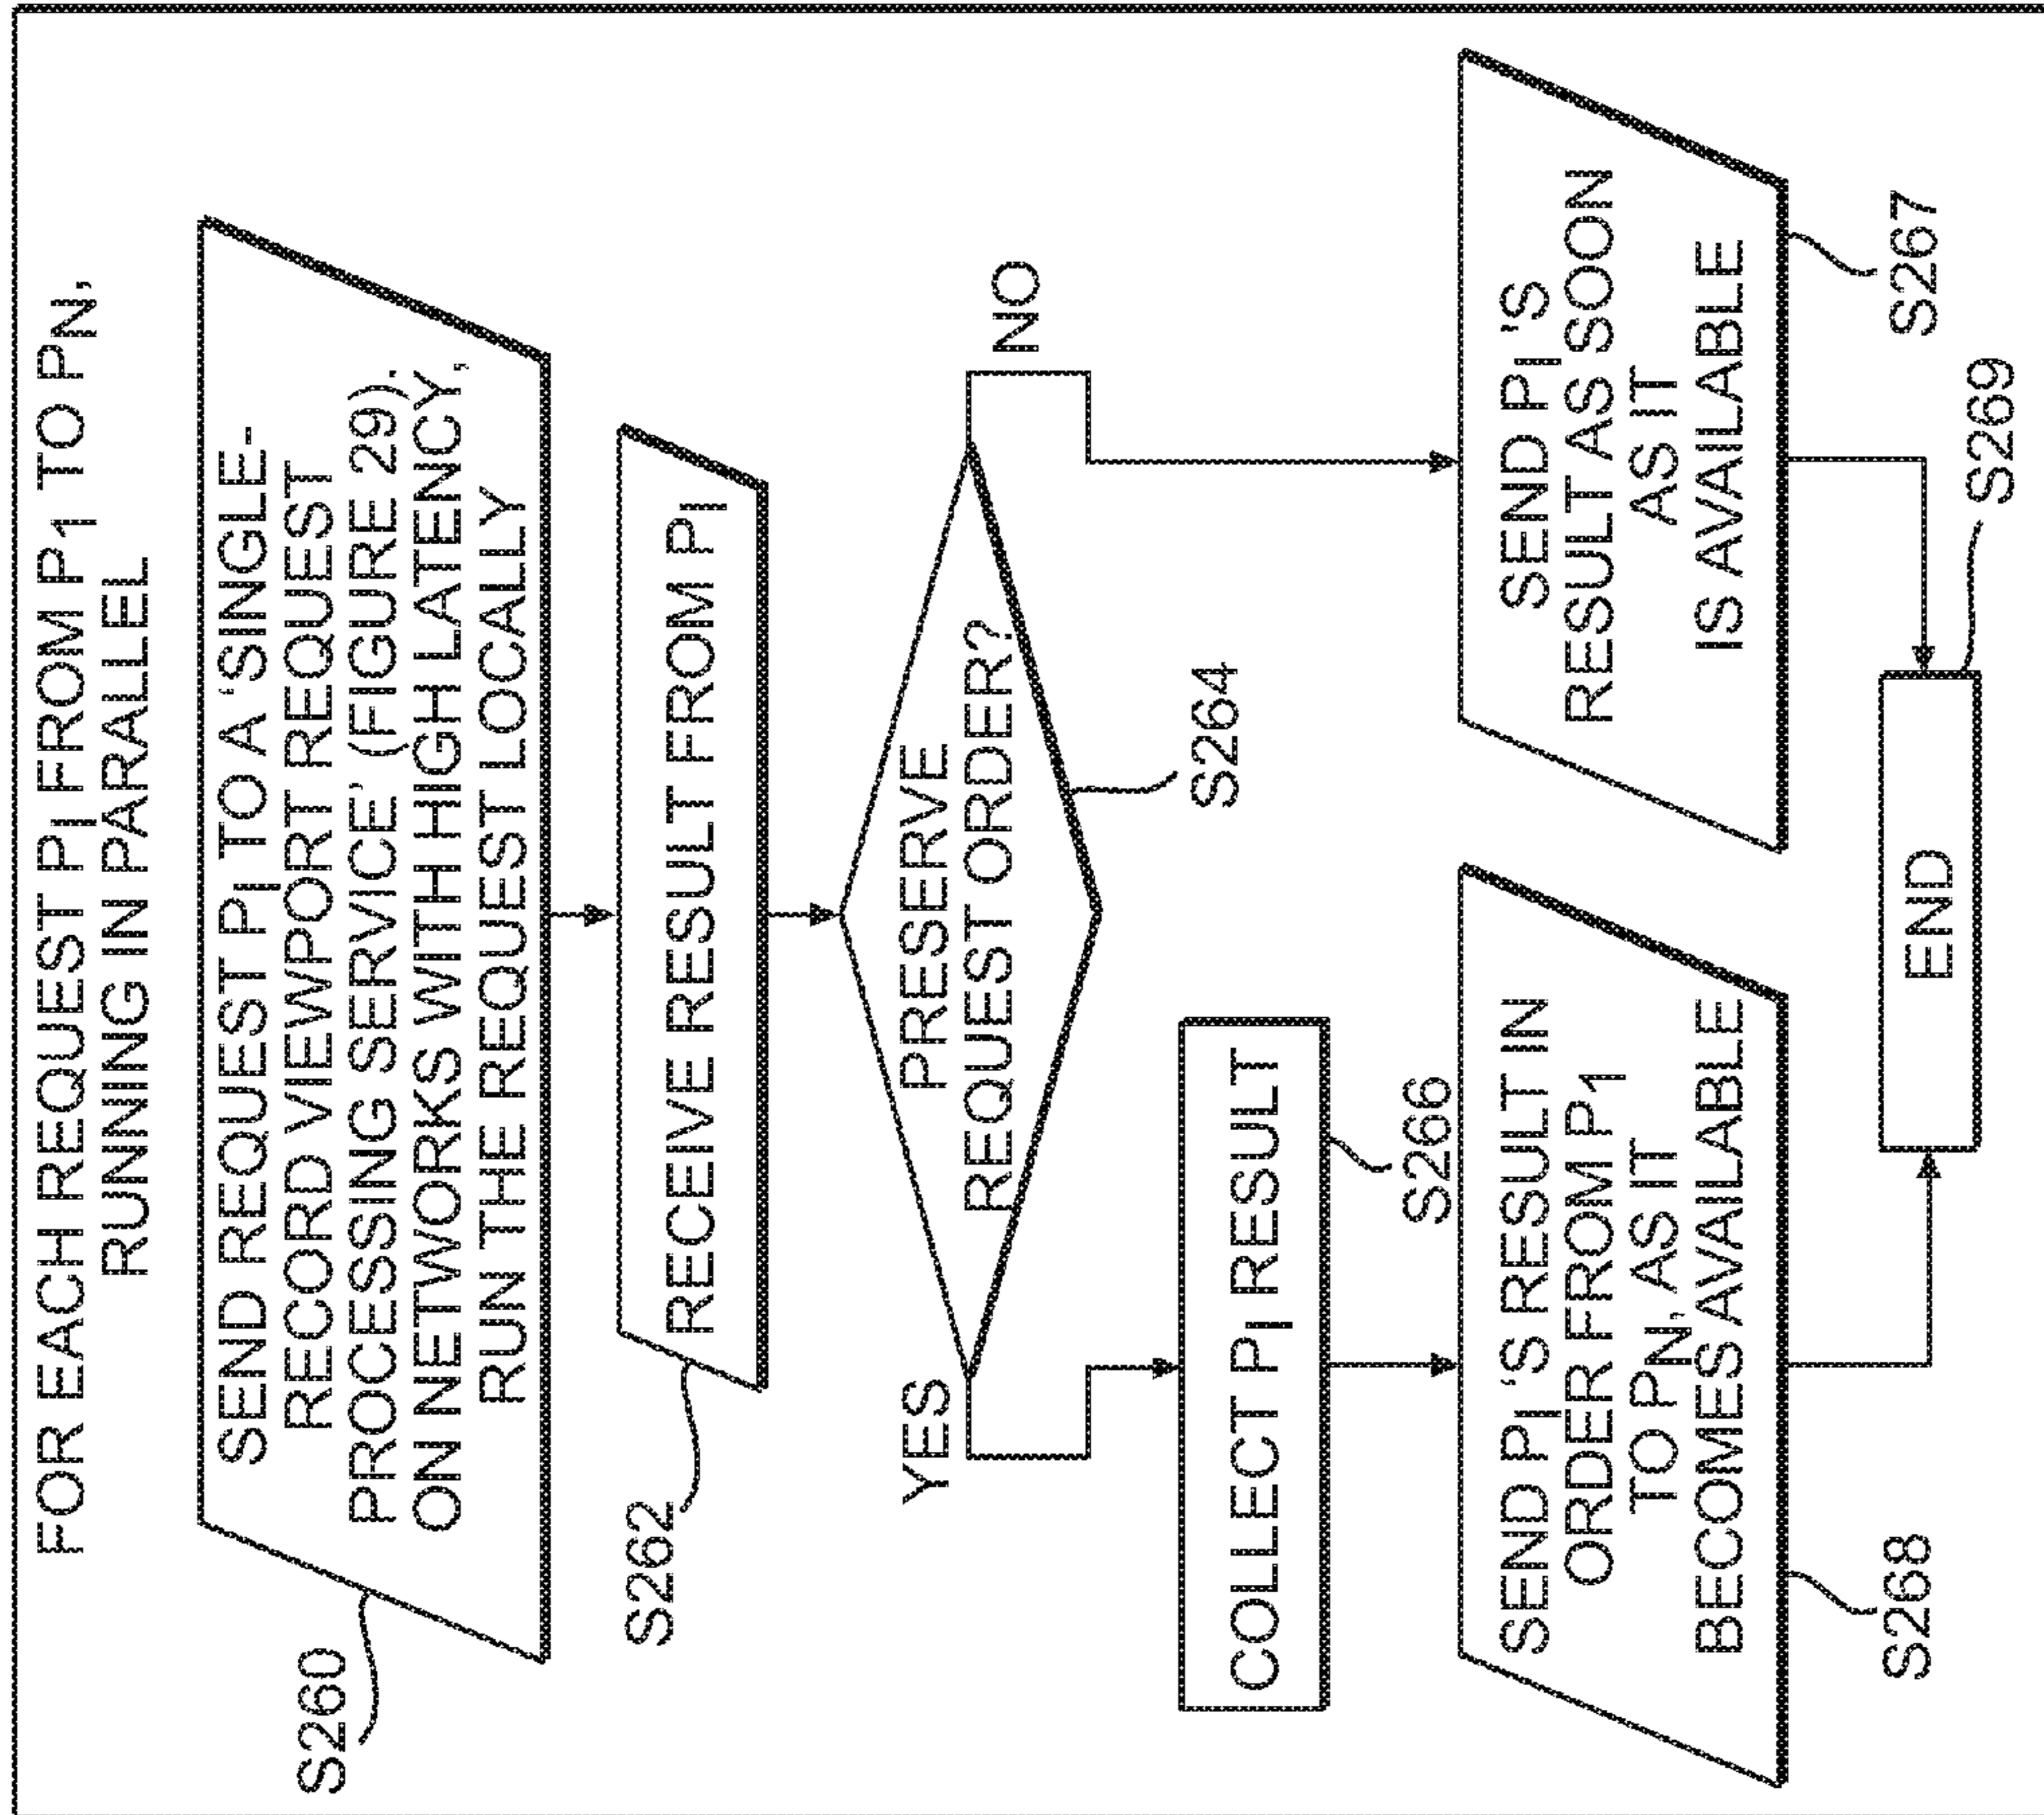 FOR EACH REQUEST PI FROM P1 TO PN,
RUNNING IN PARALLEL
SEND REQUEST PI TO A 'SINGLE-
RECORD VIEWPORT REQUEST
PROCESSING SERVICE' (FIGURE 29).
ON NETWORKS WITH HIGH LATENCY,
RUN THE REQUEST LOCALLY
S260
RECEIVE RESULT FROM PI
S262
PRESERVE
REQUEST ORDER?
S264
YES
NO
COLLECT PI RESULT
S266
SEND PI'S RESULT IN
ORDER FROM P1
TO PN, AS IT
BECOMES AVAILABLE
S268
SEND PI'S
RESULT AS SOON
AS IT
IS AVAILABLE
S267
END
S269